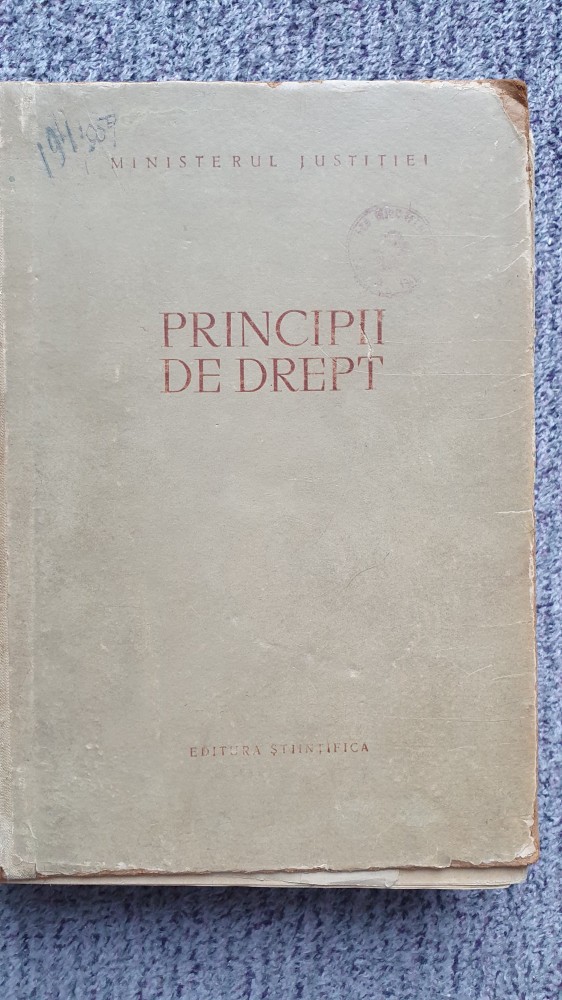 MINISTERUL JUSTIȚIEI
PRINCIPII
DE DREPT
EDITURA ȘTIINȚIFICA